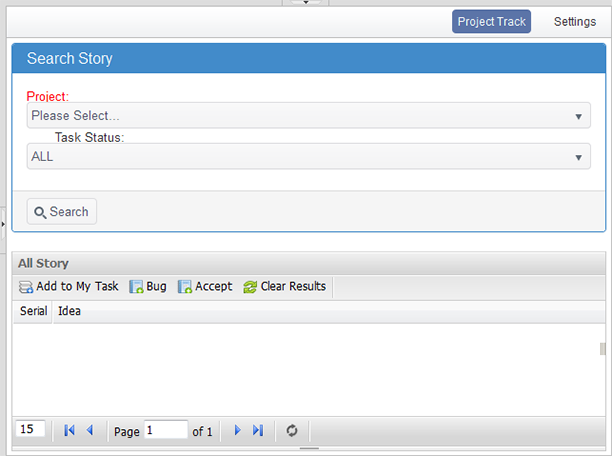 Project Track Settings
Search Story
Project:
Please Select...
Task Status:
ALL
Search
All Story
Add to My Task Bug Accept Clear Results
Serial Idea
15 Page 1 of 1